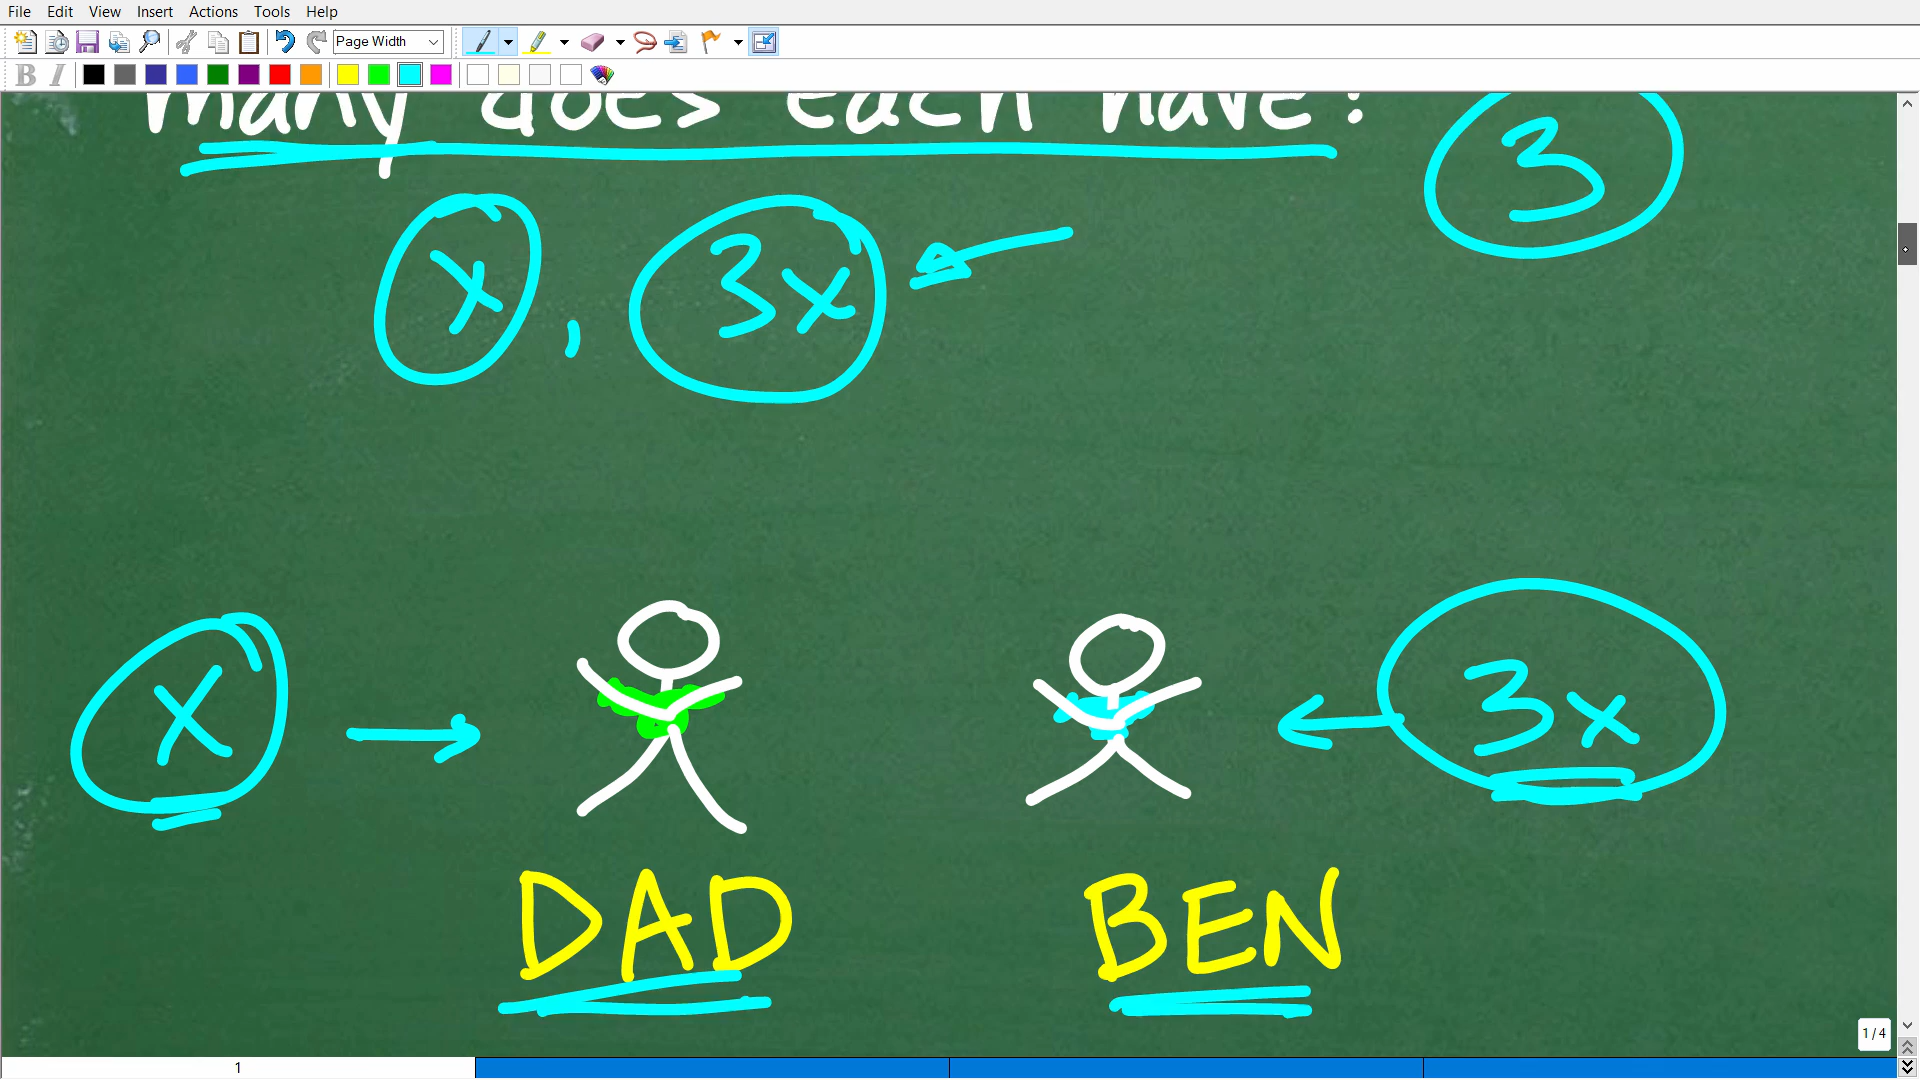 File Edit View Insert Actions Tools Help
Page Width
B I
many does each have?
3
x , 3x
x
3x
DAD BEN
1 / 4
1